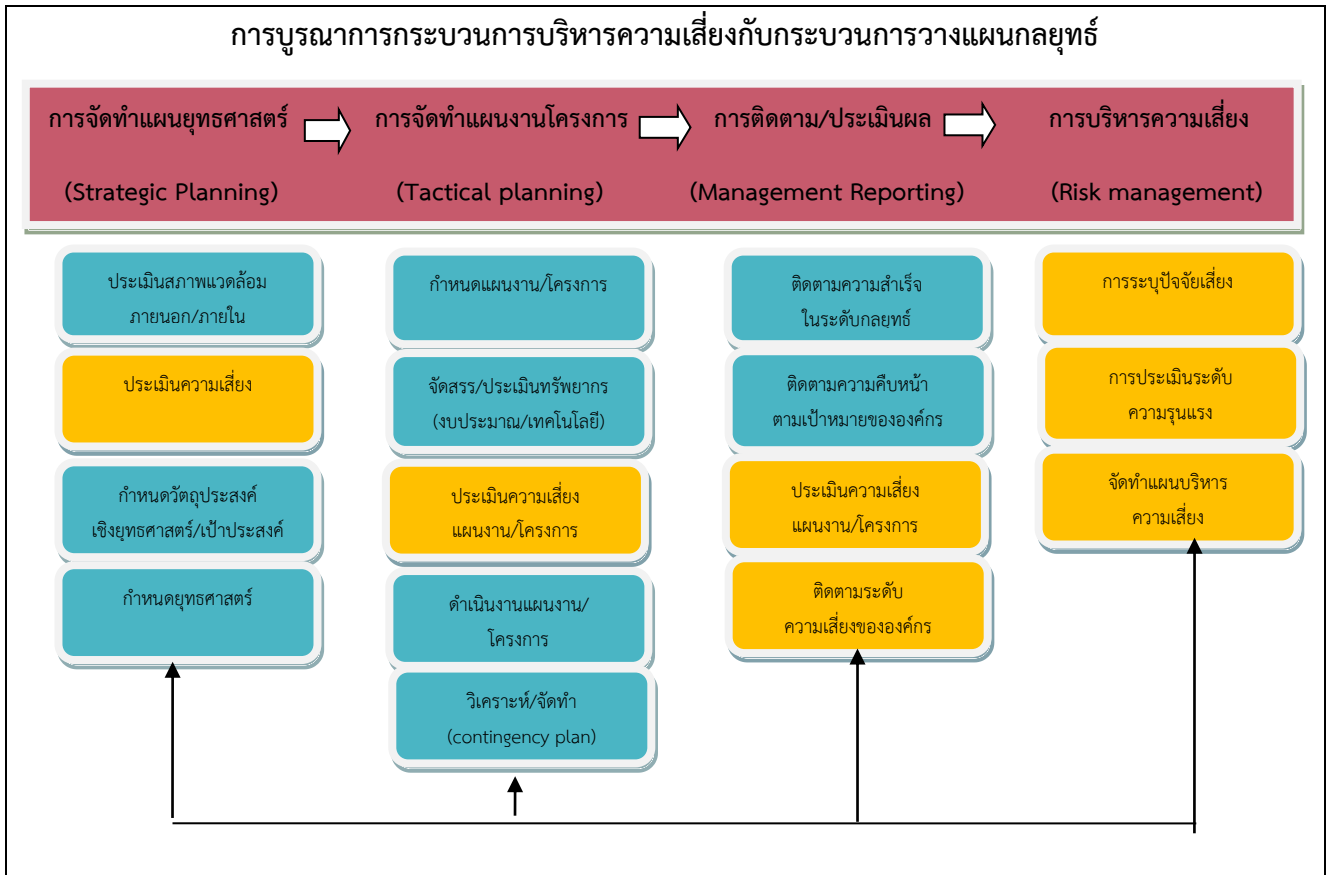 การบูรณาการกระบวนการบริหารความเสี่ยงกับกระบวนการวางแผนกลยุทธ์
การจัดทำแผนยุทธศาสตร์
(Strategic Planning)
การจัดทำแผนงานโครงการ
(Tactical planning)
การติดตาม/ประเมินผล
(Management Reporting)
การบริหารความเสี่ยง
(Risk management)
ประเมินสภาพแวดล้อม
ภายนอก/ภายใน
ประเมินความเสี่ยง
กำหนดวัตถุประสงค์
เชิงยุทธศาสตร์/เป้าประสงค์
กำหนดยุทธศาสตร์
กำหนดแผนงาน/โครงการ
จัดสรร/ประเมินทรัพยากร
(งบประมาณ/เทคโนโลยี)
ประเมินความเสี่ยง
แผนงาน/โครงการ
ดำเนินงานแผนงาน/
โครงการ
วิเคราะห์/จัดทำ
(contingency plan)
ติดตามความสำเร็จ
ในระดับกลยุทธ์
ติดตามความคืบหน้า
ตามเป้าหมายขององค์กร
ประเมินความเสี่ยง
แผนงาน/โครงการ
ติดตามระดับ
ความเสี่ยงขององค์กร
การระบุปัจจัยเสี่ยง
การประเมินระดับ
ความรุนแรง
จัดทำแผนบริหาร
ความเสี่ยง